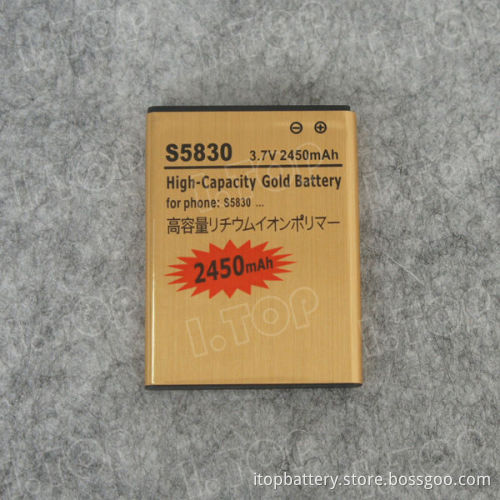 S5830 3.7V 2450mAh
High-Capacity Gold Battery
for phone: S5830 ...
高容量リチウムイオンポリマー
2450mAh
I.TOP
itopbattery.store.bossgoo.com